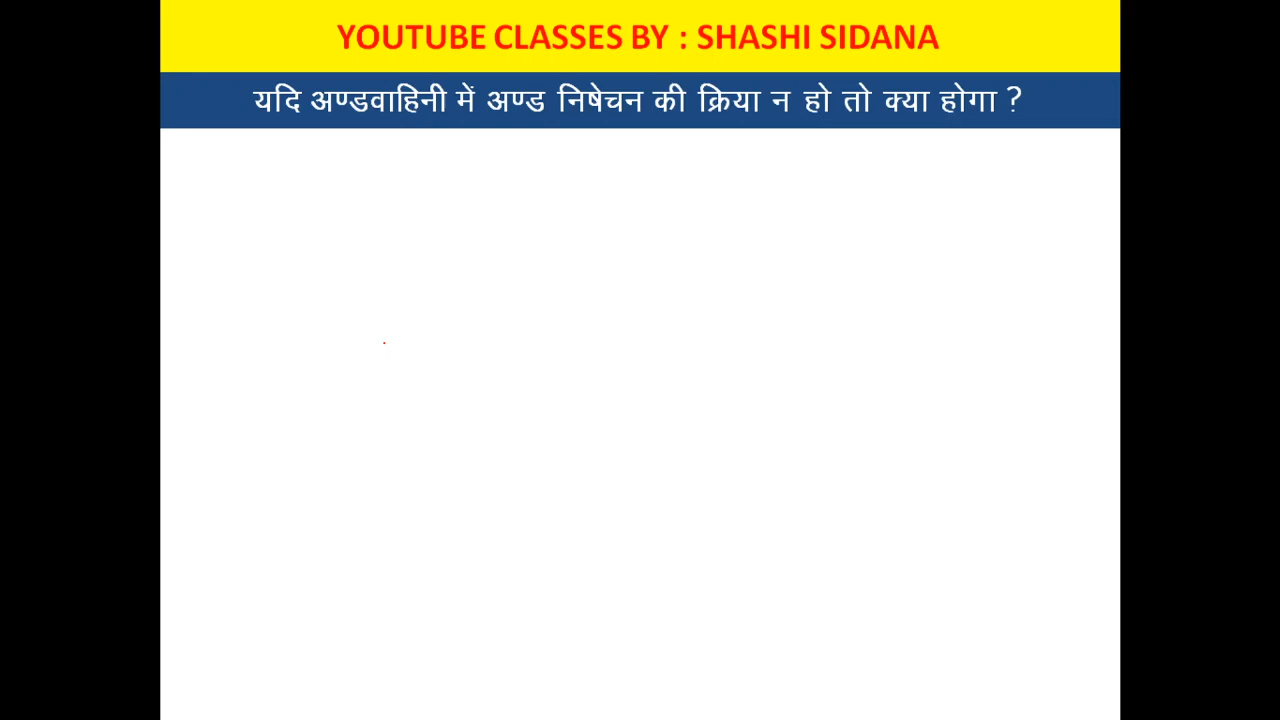 YOUTUBE CLASSES BY : SHASHI SIDANA
यदि अण्डवाहिनी में अण्ड निषेचन की क्रिया न हो तो क्या होगा ?